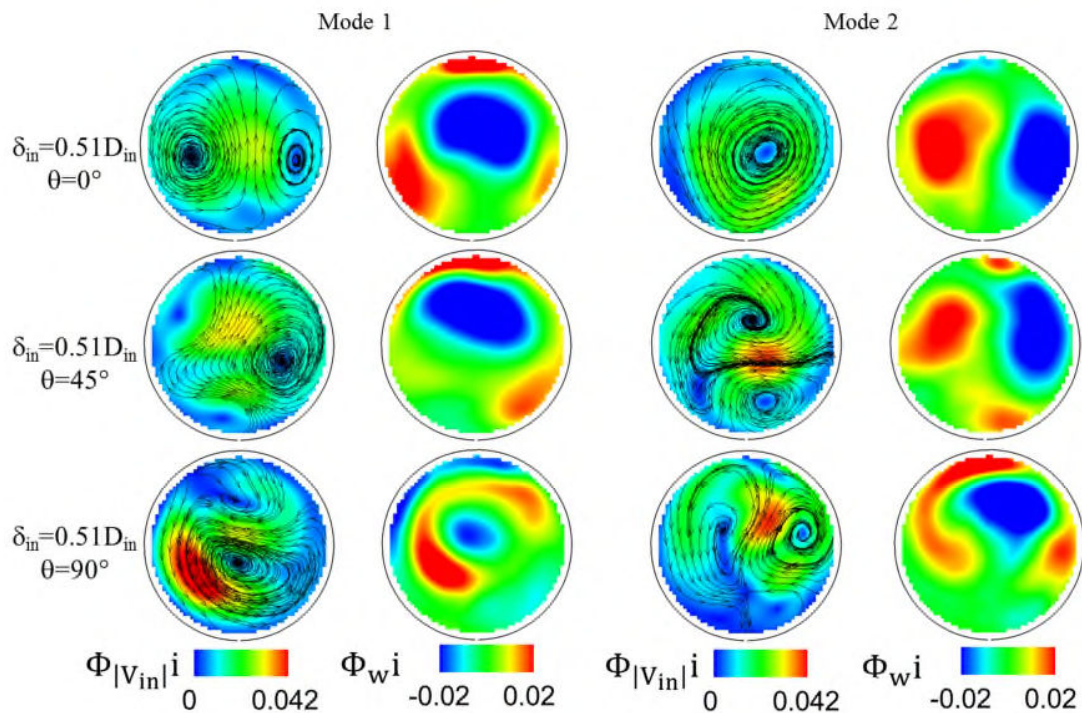 Mode 1 Mode 2
δin=0.51Din
θ=0°
δin=0.51Din
θ=45°
δin=0.51Din
θ=90°
Φ|Vin|i Φwi Φ|Vin|i Φwi
0 0.042 -0.02 0.02 0 0.042 -0.02 0.02